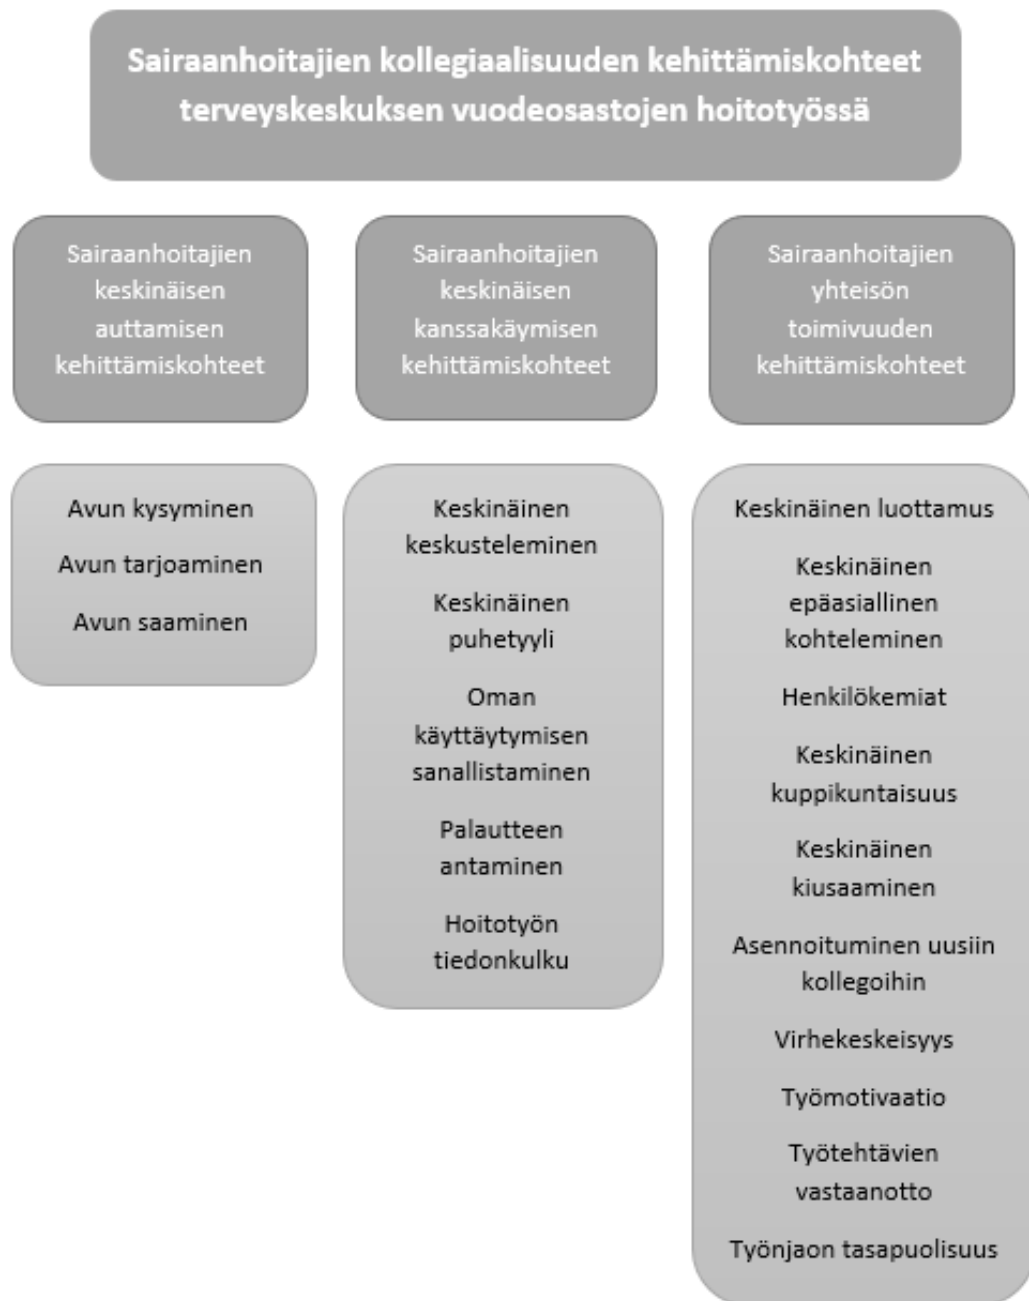 Sairaanhoitajien kollegiaalisuuden kehittämiskohteet
terveyskeskuksen vuodeosastojen hoitotyössä
Sairaanhoitajien
keskinäisen
auttamisen
kehittämiskohteet
Avun kysyminen
Avun tarjoaminen
Avun saaminen
Sairaanhoitajien
keskinäisen
kanssakäymisen
kehittämiskohteet
Keskinäinen
keskusteleminen
Keskinäinen
puhetyyli
Oman
käyttäytymisen
sanallistaminen
Palautteen
antaminen
Hoitotyön
tiedonkulku
Sairaanhoitajien
yhteisön
toimivuuden
kehittämiskohteet
Keskinäinen luottamus
Keskinäinen
epäasiallinen
kohteleminen
Henkilökemiat
Keskinäinen
kuppikuntaisuus
Keskinäinen
kiusaaminen
Asennoituminen uusiin
kollegoihin
Virhekeskeisyys
Työmotivaatio
Työtehtävien
vastaanotto
Työnjaon tasapuolisuus